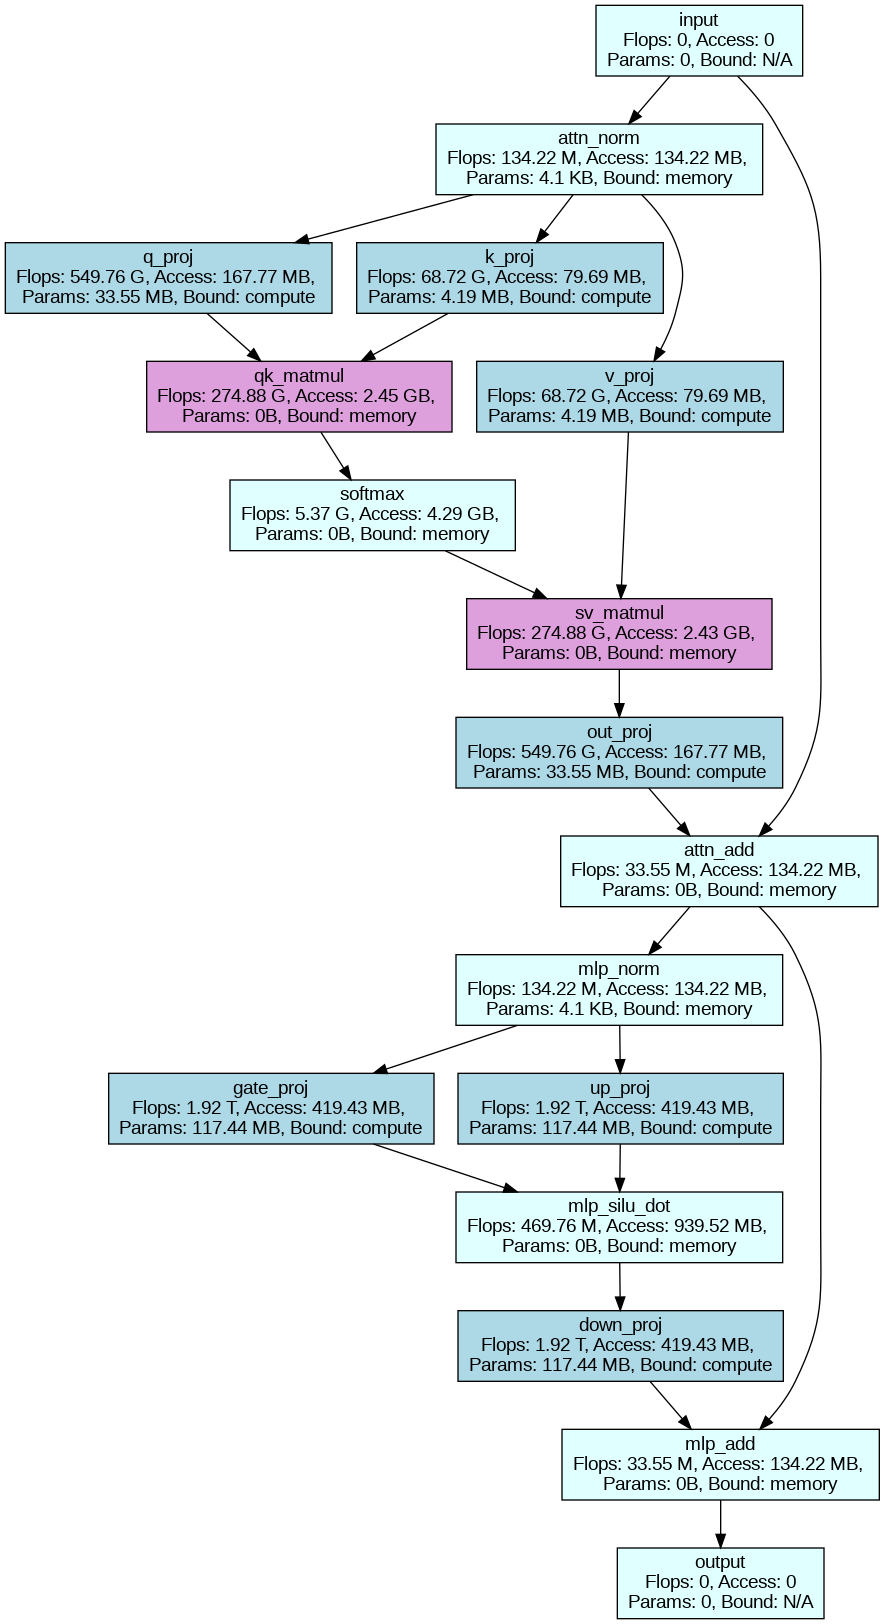 input
Flops: 0, Access: 0
Params: 0, Bound: N/A
attn_norm
Flops: 134.22 M, Access: 134.22 MB,
Params: 4.1 KB, Bound: memory
q_proj
Flops: 549.76 G, Access: 167.77 MB,
Params: 33.55 MB, Bound: compute
k_proj
Flops: 68.72 G, Access: 79.69 MB,
Params: 4.19 MB, Bound: compute
qk_matmul
Flops: 274.88 G, Access: 2.45 GB,
Params: 0B, Bound: memory
v_proj
Flops: 68.72 G, Access: 79.69 MB,
Params: 4.19 MB, Bound: compute
softmax
Flops: 5.37 G, Access: 4.29 GB,
Params: 0B, Bound: memory
sv_matmul
Flops: 274.88 G, Access: 2.43 GB,
Params: 0B, Bound: memory
out_proj
Flops: 549.76 G, Access: 167.77 MB,
Params: 33.55 MB, Bound: compute
attn_add
Flops: 33.55 M, Access: 134.22 MB,
Params: 0B, Bound: memory
mlp_norm
Flops: 134.22 M, Access: 134.22 MB,
Params: 4.1 KB, Bound: memory
gate_proj
Flops: 1.92 T, Access: 419.43 MB,
Params: 117.44 MB, Bound: compute
up_proj
Flops: 1.92 T, Access: 419.43 MB,
Params: 117.44 MB, Bound: compute
mlp_silu_dot
Flops: 469.76 M, Access: 939.52 MB,
Params: 0B, Bound: memory
down_proj
Flops: 1.92 T, Access: 419.43 MB,
Params: 117.44 MB, Bound: compute
mlp_add
Flops: 33.55 M, Access: 134.22 MB,
Params: 0B, Bound: memory
output
Flops: 0, Access: 0
Params: 0, Bound: N/A